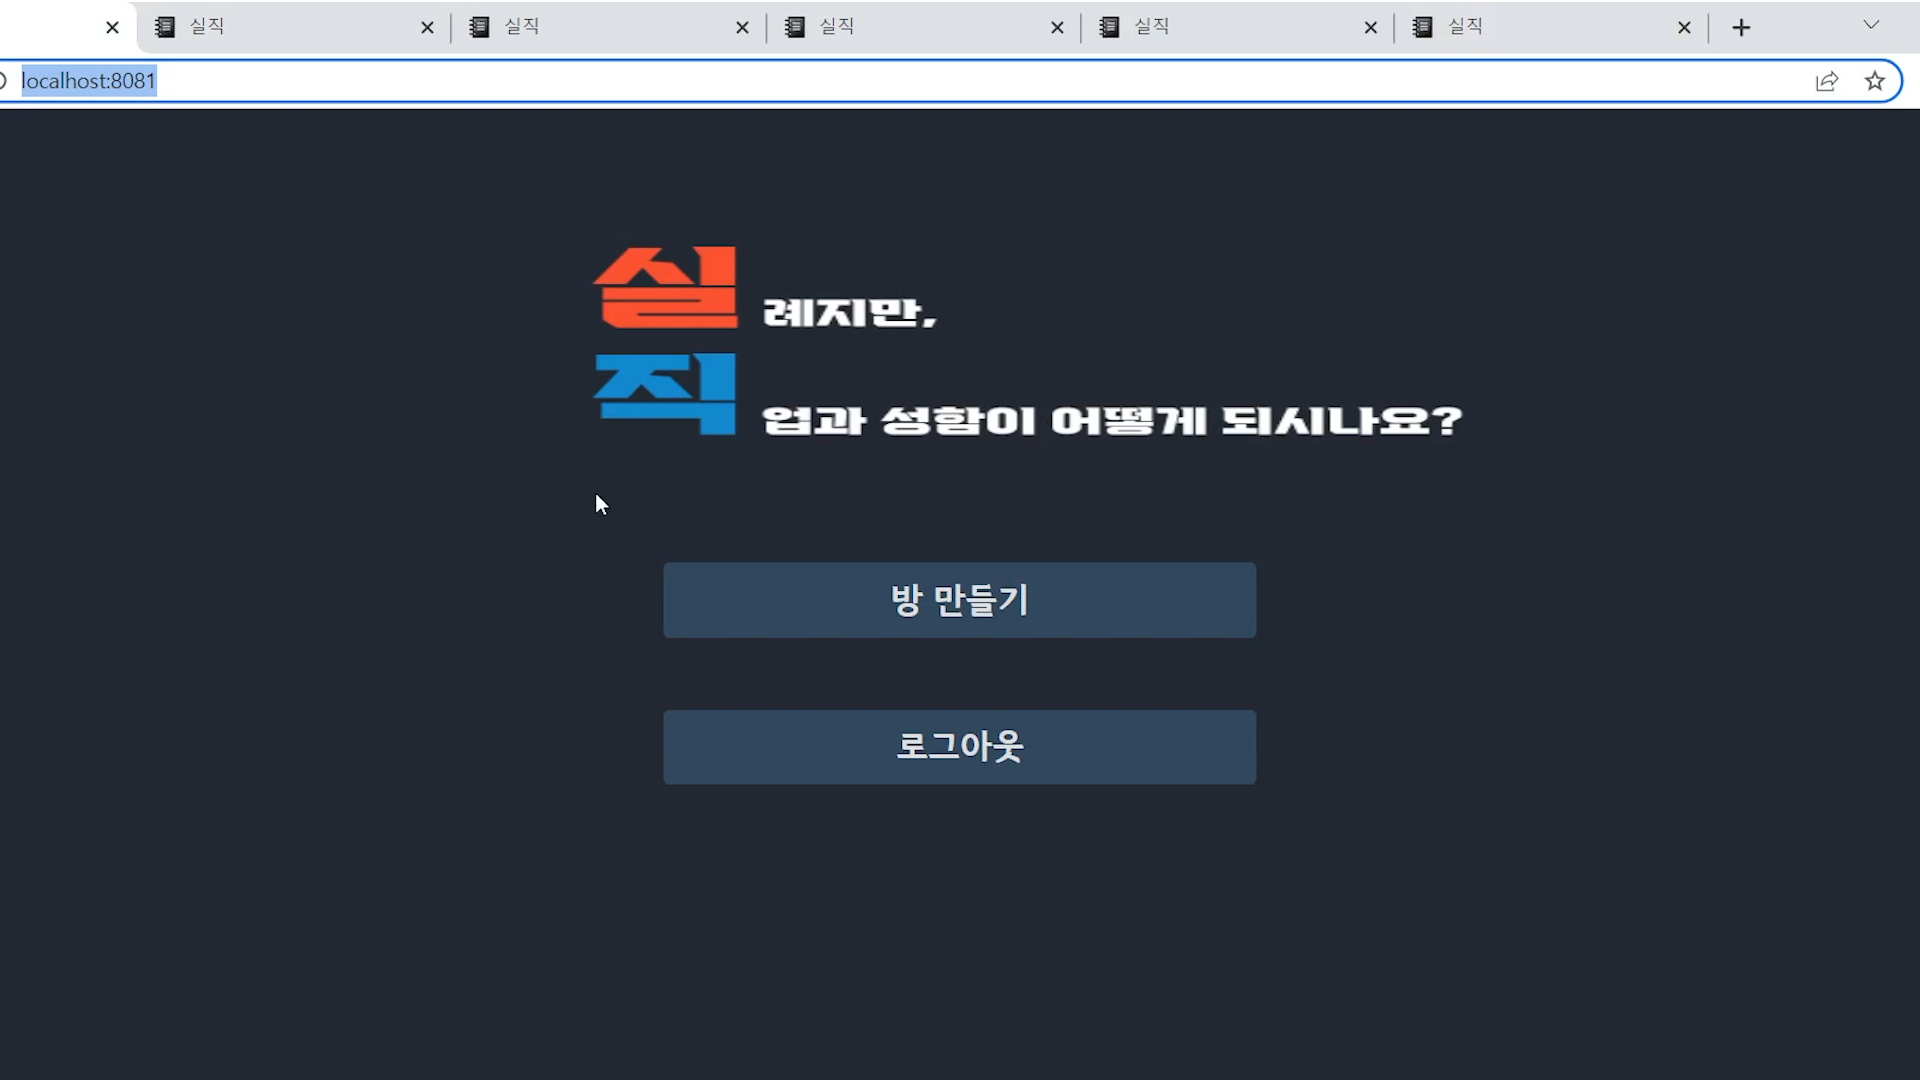 실직
실직
실직
실직
실직
localhost:8081
실례지만,
직업과 성함이 어떻게 되시나요?
방 만들기
로그아웃